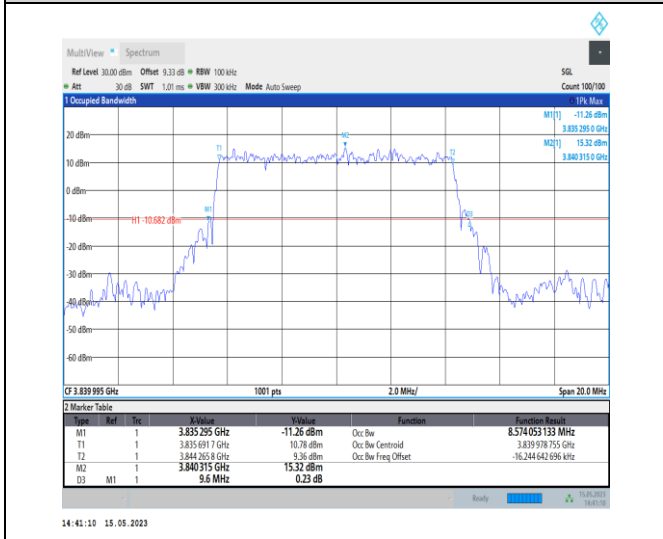 MultiView Spectrum
Ref Level 30.00 dBm Offset 9.33 dB RBW 100 kHz SGL
Att 30 dB SWT 1.01 ms VBW 300 kHz Mode Auto Sweep Count 100/100
1 Occupied Bandwidth 1Pk Max
M1[1] -11.26 dBm
3.835 295 0 GHz
M2[1] 15.32 dBm
3.840 315 0 GHz
20 dBm
M2
T1
T2
10 dBm
0 dBm
M1
-10 dBm
H1 -10.682 dBm
D3
-20 dBm
-30 dBm
-40 dBm
-50 dBm
-60 dBm
CF 3.839 995 GHz 1001 pts 2.0 MHz/ Span 20.0 MHz
2 Marker Table
Type Ref Trc X-Value Y-Value Function Function Result
M1 1 3.835 295 GHz -11.26 dBm Occ Bw 8.574 053 133 MHz
T1 1 3.835 691 7 GHz 10.78 dBm Occ Bw Centroid 3.839 978 755 GHz
T2 1 3.844 265 8 GHz 9.36 dBm Occ Bw Freq Offset -16.244 642 696 kHz
M2 1 3.840 315 GHz 15.32 dBm
D3 M1 1 9.6 MHz 0.23 dB
Ready 15.05.2023
14:41:10
14:41:10 15.05.2023